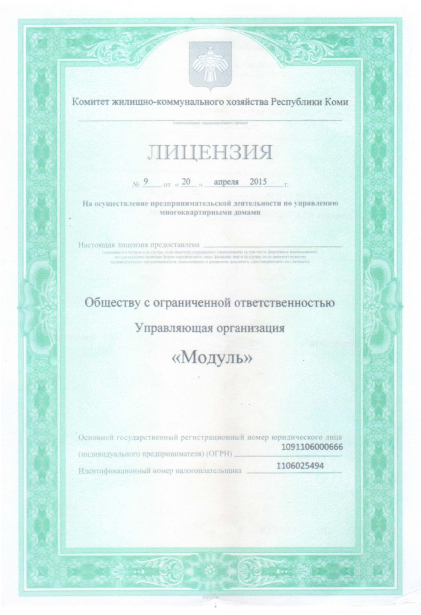 Комитет жилищно-коммунального хозяйства Республики Коми
ЛИЦЕНЗИЯ
№ 9 от « 20 » апреля 2015 г.
На осуществление предпринимательской деятельности по управлению
многоквартирными домами
Настоящая лицензия предоставлена
Обществу с ограниченной ответственностью
Управляющая организация
«Модуль»
Основной государственный регистрационный номер юридического лица
(индивидуального предпринимателя) (ОГРН) 1091106000666
Идентификационный номер налогоплательщика 1106025494